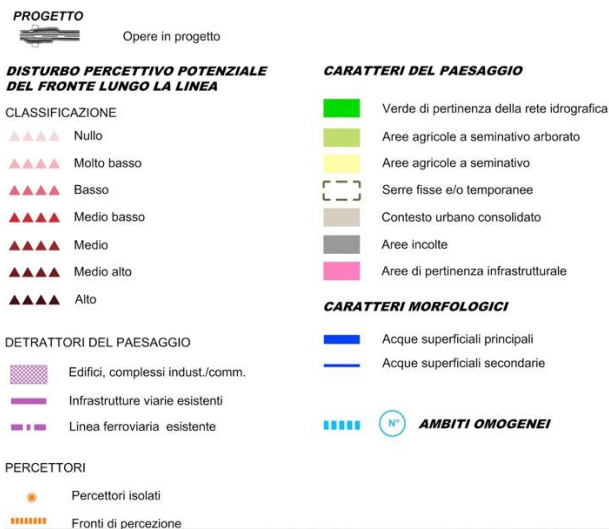 PROGETTO
Opere in progetto
DISTURBO PERCETTIVO POTENZIALE
DEL FRONTE LUNGO LA LINEA
CLASSIFICAZIONE
Nullo
Molto basso
Basso
Medio basso
Medio
Medio alto
Alto
DETRATTORI DEL PAESAGGIO
Edifici, complessi indust./comm.
Infrastrutture viarie esistenti
Linea ferroviaria esistente
PERCETTORI
Percettori isolati
Fronti di percezione
CARATTERI DEL PAESAGGIO
Verde di pertinenza della rete idrografica
Aree agricole a seminativo arborato
Aree agricole a seminativo
Serre fisse e/o temporanee
Contesto urbano consolidato
Aree incolte
Aree di pertinenza infrastrutturale
CARATTERI MORFOLOGICI
Acque superficiali principali
Acque superficiali secondarie
N° AMBITI OMOGENEI